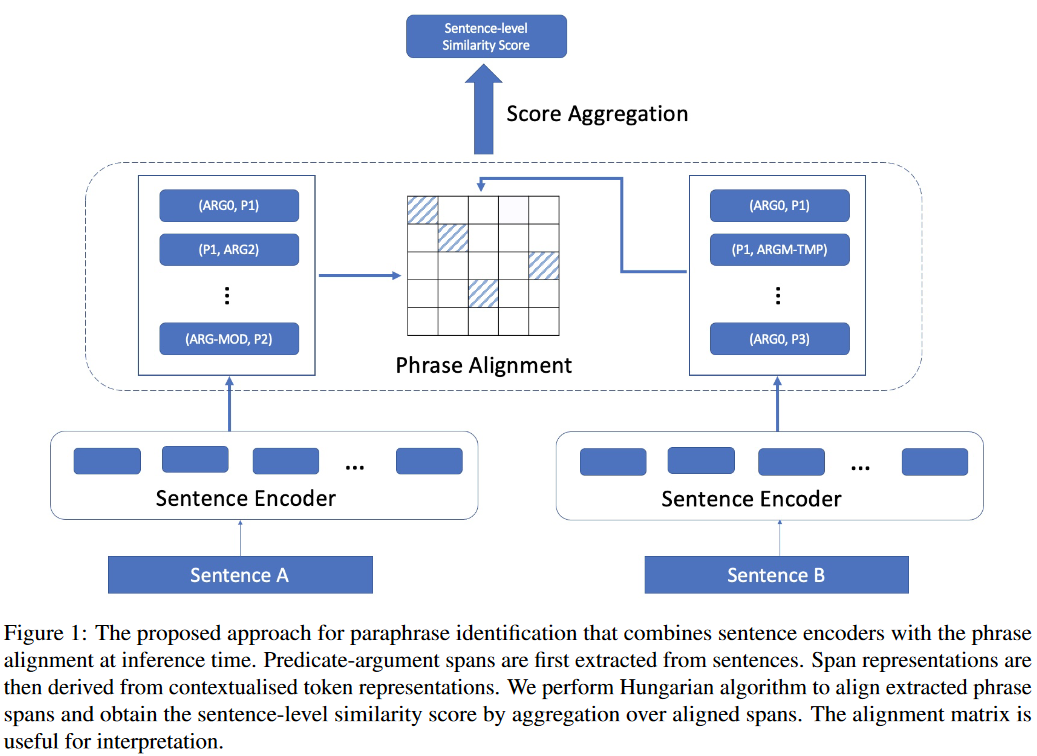 Sentence-level
Similarity Score
Score Aggregation
(ARG0, P1)
(P1, ARG2)
⋮
(ARG-MOD, P2)
Phrase Alignment
(ARG0, P1)
(P1, ARGM-TMP)
⋮
(ARG0, P3)
...
Sentence Encoder
...
Sentence Encoder
Sentence A
Sentence B
Figure 1: The proposed approach for paraphrase identification that combines sentence encoders with the phrase
alignment at inference time. Predicate-argument spans are first extracted from sentences. Span representations are
then derived from contextualised token representations. We perform Hungarian algorithm to align extracted phrase
spans and obtain the sentence-level similarity score by aggregation over aligned spans. The alignment matrix is
useful for interpretation.